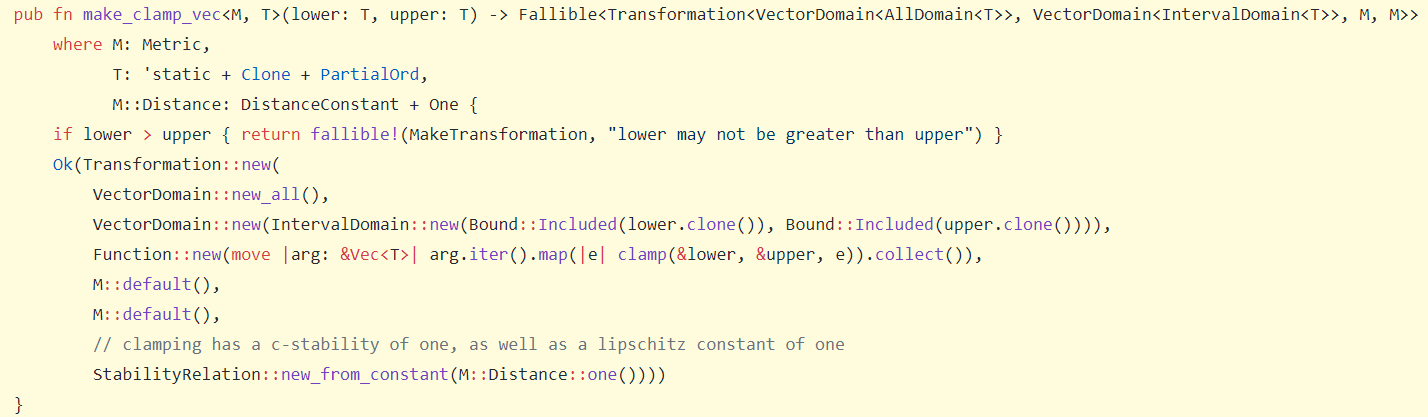 pub fn make_clamp_vec<M, T>(lower: T, upper: T) -> Fallible<Transformation<VectorDomain<AllDomain<T>>, VectorDomain<IntervalDomain<T>>, M, M>>
    where M: Metric,
          T: 'static + Clone + PartialOrd,
          M::Distance: DistanceConstant + One {
    if lower > upper { return fallible!(MakeTransformation, "lower may not be greater than upper") }
    Ok(Transformation::new(
        VectorDomain::new_all(),
        VectorDomain::new(IntervalDomain::new(Bound::Included(lower.clone()), Bound::Included(upper.clone()))),
        Function::new(move |arg: &Vec<T>| arg.iter().map(|e| clamp(&lower, &upper, e)).collect()),
        M::default(),
        M::default(),
        // clamping has a c-stability of one, as well as a lipschitz constant of one
        StabilityRelation::new_from_constant(M::Distance::one())))
}